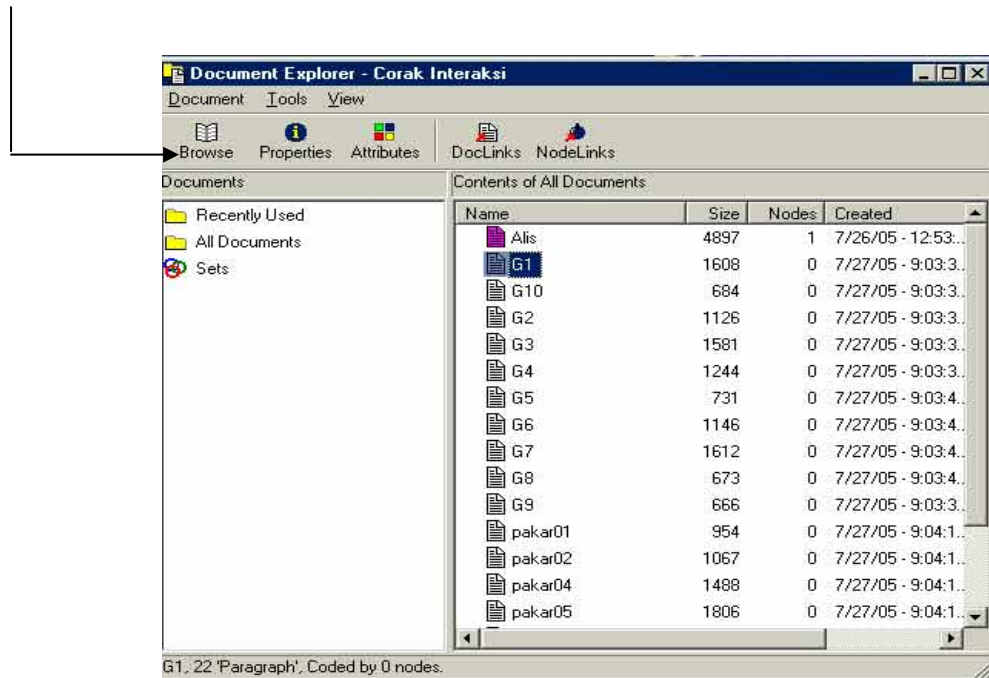 Document Explorer - Corak Interaksi
Document Tools View
Browse Properties Attributes DocLinks NodeLinks
Documents Contents of All Documents
Recently Used
All Documents
Sets
Name Size Nodes Created
Alis 4897 1 7/26/05 - 12:53:..
G1 1608 0 7/27/05 - 9:03:3..
G10 684 0 7/27/05 - 9:03:3..
G2 1126 0 7/27/05 - 9:03:3..
G3 1581 0 7/27/05 - 9:03:3..
G4 1244 0 7/27/05 - 9:03:3..
G5 731 0 7/27/05 - 9:03:4..
G6 1146 0 7/27/05 - 9:03:4..
G7 1612 0 7/27/05 - 9:03:4..
G8 673 0 7/27/05 - 9:03:4..
G9 666 0 7/27/05 - 9:03:3..
pakar01 954 0 7/27/05 - 9:04:1..
pakar02 1067 0 7/27/05 - 9:04:1..
pakar04 1488 0 7/27/05 - 9:04:1..
pakar05 1806 0 7/27/05 - 9:04:1..
G1, 22 'Paragraph', Coded by 0 nodes.